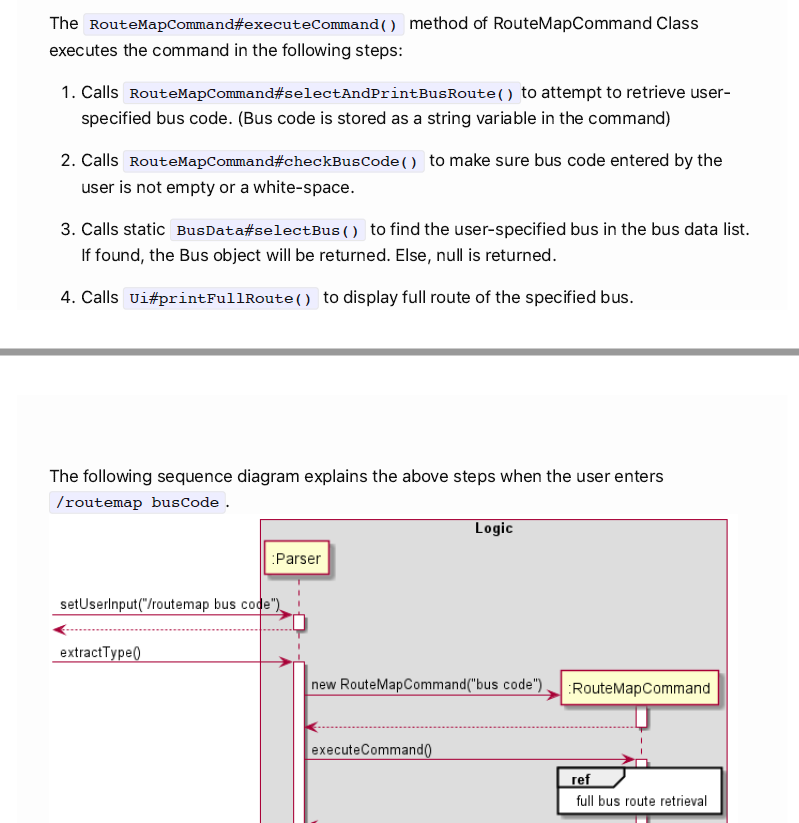 The RouteMapCommand#executeCommand() method of RouteMapCommand Class
executes the command in the following steps:
1. Calls RouteMapCommand#selectAndPrintBusRoute() to attempt to retrieve user-
specified bus code. (Bus code is stored as a string variable in the command)
2. Calls RouteMapCommand#checkBusCode() to make sure bus code entered by the
user is not empty or a white-space.
3. Calls static BusData#selectBus() to find the user-specified bus in the bus data list.
If found, the Bus object will be returned. Else, null is returned.
4. Calls Ui#printFullRoute() to display full route of the specified bus.
The following sequence diagram explains the above steps when the user enters
/routemap busCode.
Logic
:Parser
setUserInput("/routemap bus code")
extractType()
new RouteMapCommand("bus code")
:RouteMapCommand
executeCommand()
ref
full bus route retrieval